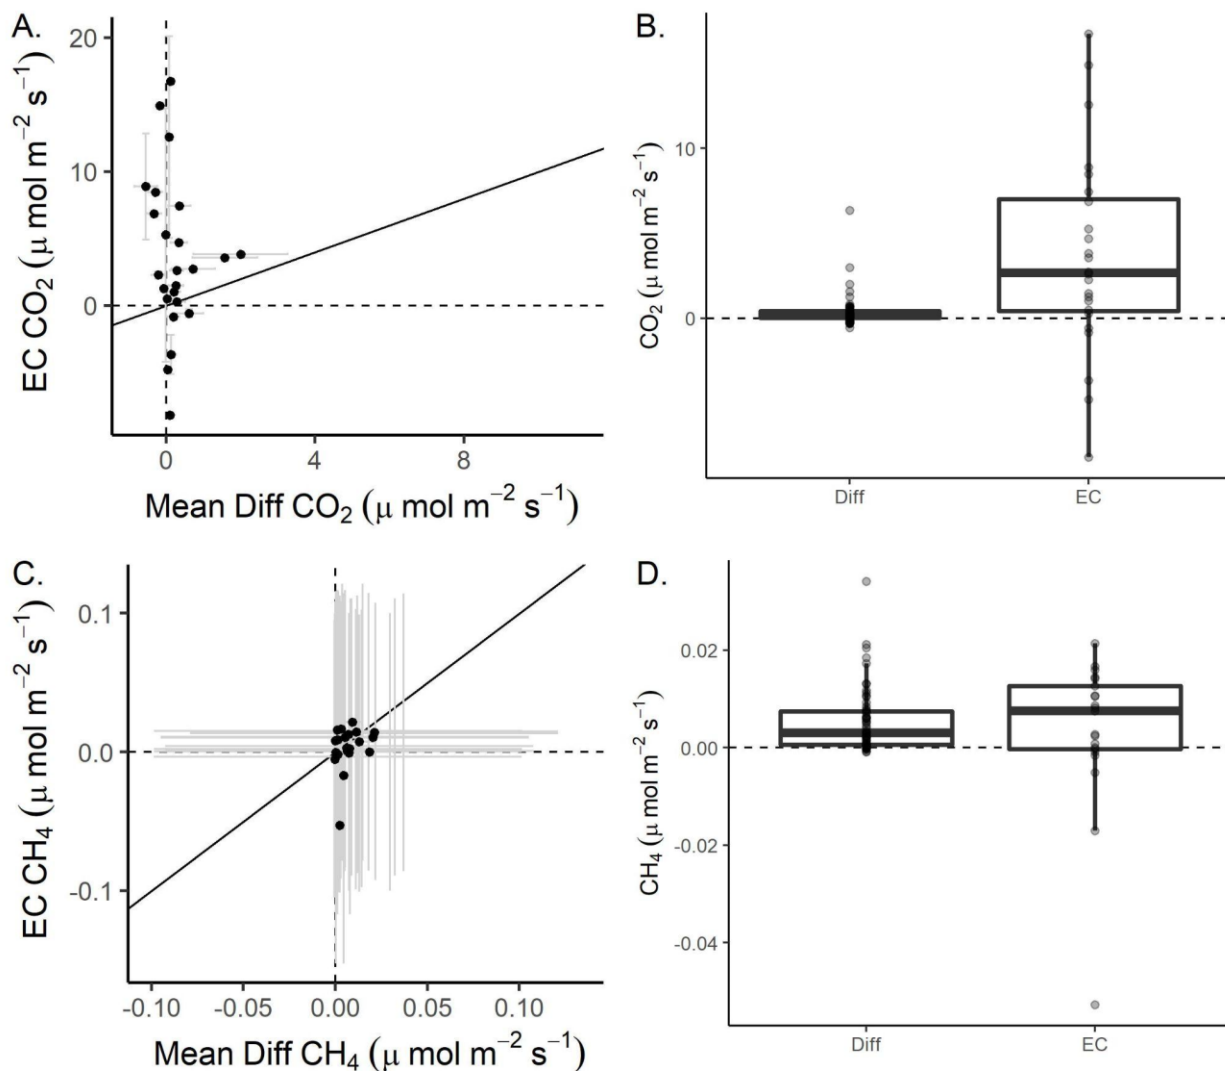 A.
EC CO₂ (μ mol m⁻² s⁻¹)
20
10
0
0
4
8
Mean Diff CO₂ (μ mol m⁻² s⁻¹)
B.
CO₂ (μ mol m⁻² s⁻¹)
10
0
Diff
EC
C.
EC CH₄ (μ mol m⁻² s⁻¹)
0.1
0.0
-0.1
-0.10
-0.05
0.00
0.05
0.10
Mean Diff CH₄ (μ mol m⁻² s⁻¹)
D.
CH₄ (μ mol m⁻² s⁻¹)
0.02
0.00
-0.02
-0.04
Diff
EC